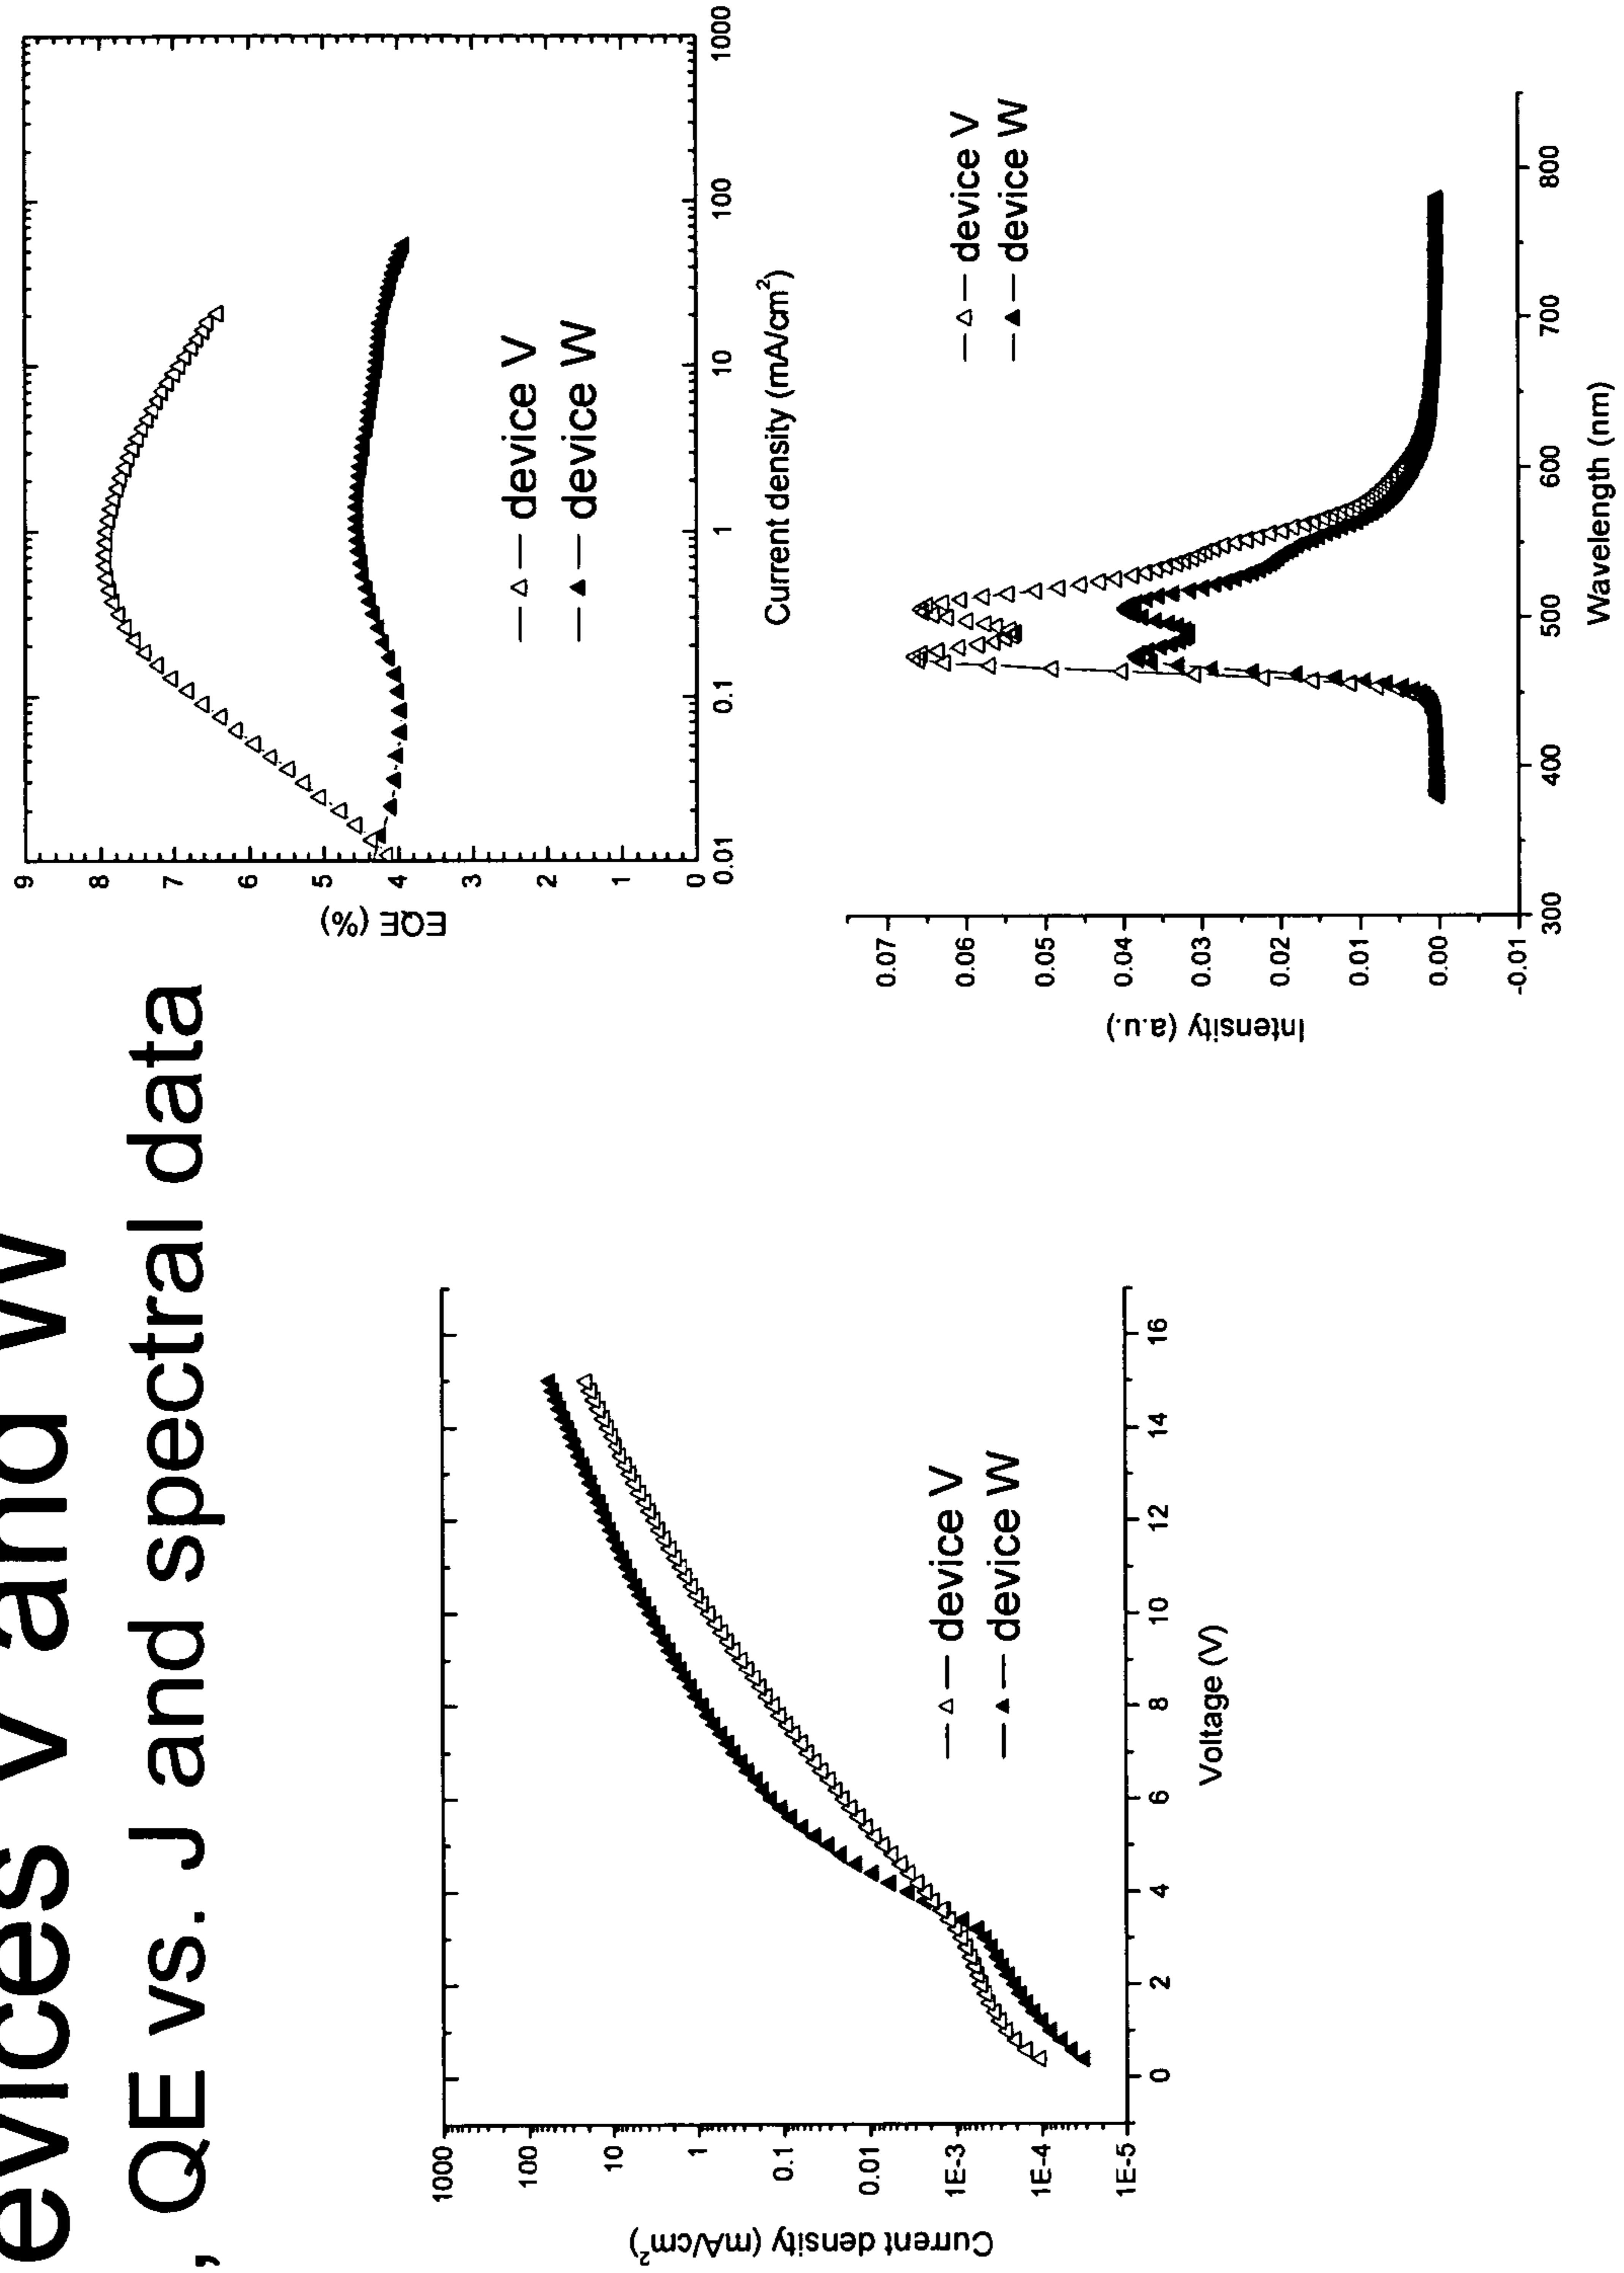 evices V and W
, QE vs. J and spectral data
Current density (mA/cm²)
1000
100
10
1
0.1
0.01
1E-3
1E-4
1E-5
0 2 4 6 8 10 12 14 16
Voltage (V)
device V
device W
EQE (%)
9
8
7
6
5
4
3
2
1
0
0.01 0.1 1 10 100 1000
Current density (mA/cm²)
device V
device W
Intensity (a.u.)
0.07
0.06
0.05
0.04
0.03
0.02
0.01
0.00
-0.01
300 400 500 600 700 800
Wavelength (nm)
device V
device W